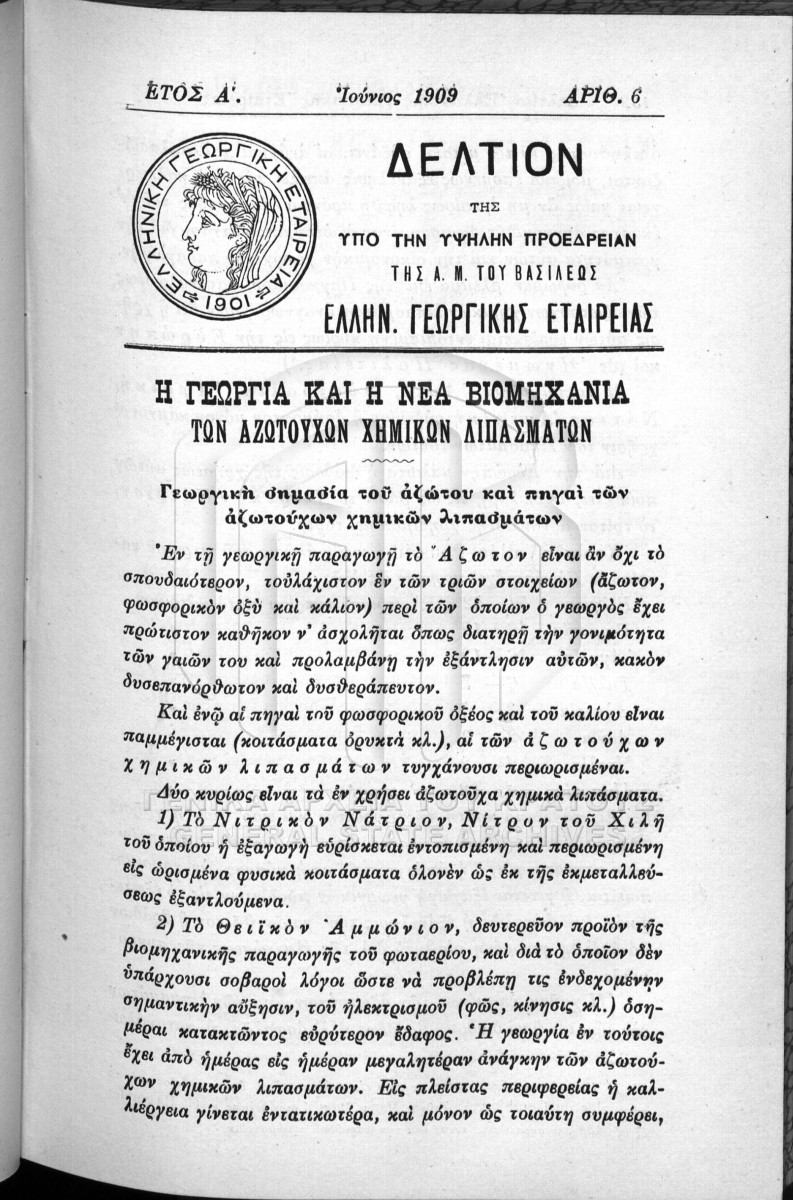 ΕΤΟΣ Α'. Ἰούνιος 1909 ΑΡΙΘ. 6
ΕΛΛΗΝΙΚΗ ΓΕΩΡΓΙΚΗ ΕΤΑΙΡΕΙΑ
1901
ΔΕΛΤΙΟΝ
ΤΗΣ
ΥΠΟ ΤΗΝ ΥΨΗΛΗΝ ΠΡΟΕΔΡΕΙΑΝ
ΤΗΣ Α. Μ. ΤΟΥ ΒΑΣΙΛΕΩΣ
ΕΛΛΗΝ. ΓΕΩΡΓΙΚΗΣ ΕΤΑΙΡΕΙΑΣ
Η ΓΕΩΡΓΙΑ ΚΑΙ Η ΝΕΑ ΒΙΟΜΗΧΑΝΙΑ
ΤΩΝ ΑΖΩΤΟΥΧΩΝ ΧΗΜΙΚΩΝ ΛΙΠΑΣΜΑΤΩΝ
Γεωργικὴ σημασία τοῦ ἀζώτου καὶ πηγαὶ τῶν
ἀζωτούχων χημικῶν λιπασμάτων
Ἐν τῇ γεωργικῇ παραγωγῇ τὸ Ἄζωτον εἶναι ἂν ὄχι τὸ
σπουδαιότερον, τοὐλάχιστον ἓν τῶν τριῶν στοιχείων (ἄζωτον,
φωσφορικὸν ὀξὺ καὶ κάλιον) περὶ τῶν ὁποίων ὁ γεωργὸς ἔχει
πρώτιστον καθῆκον ν' ἀσχολῆται ὅπως διατηρῇ τὴν γονιμότητα
τῶν γαιῶν του καὶ προλαμβάνῃ τὴν ἐξάντλησιν αὐτῶν, κακὸν
δυσεπανόρθωτον καὶ δυσθεράπευτον.
Καὶ ἐνῷ αἱ πηγαὶ τοῦ φωσφορικοῦ ὀξέος καὶ τοῦ καλίου εἶναι
παμμέγισται (κοιτάσματα ὀρυκτὰ κλ.), αἱ τῶν ἀζωτούχων
χημικῶν λιπασμάτων τυγχάνουσι περιωρισμέναι.
Δύο κυρίως εἶναι τὰ ἐν χρήσει ἀζωτοῦχα χημικὰ λιπάσματα.
ΓΕΝΙΚΑ ΑΡΧΕΙΑ ΤΟΥ ΚΡΑΤΟΥΣ
1) Τὸ Νιτρικὸν Νάτριον, Νίτρον τοῦ Χιλῆ
GENERAL STATE ARCHIVES
τοῦ ὁποίου ἡ ἐξαγωγὴ εὑρίσκεται ἐντοπισμένη καὶ περιωρισμένη
εἰς ὡρισμένα φυσικὰ κοιτάσματα ὁλονὲν ὡς ἐκ τῆς ἐκμεταλλεύ-
σεως ἐξαντλούμενα.
2) Τὸ Θειϊκὸν Ἀμμώνιον, δευτερεῦον προϊὸν τῆς
βιομηχανικῆς παραγωγῆς τοῦ φωταερίου, καὶ διὰ τὸ ὁποῖον δὲν
ὑπάρχουσι σοβαροὶ λόγοι ὥστε νὰ προβλέπῃ τις ἐνδεχομένην
σημαντικὴν αὔξησιν, τοῦ ἠλεκτρισμοῦ (φῶς, κίνησις κλ.) ὁση-
μέραι κατακτῶντος εὐρύτερον ἔδαφος. Ἡ γεωργία ἐν τούτοις
ἔχει ἀπὸ ἡμέρας εἰς ἡμέραν μεγαλητέραν ἀνάγκην τῶν ἀζωτού-
χων χημικῶν λιπασμάτων. Εἰς πλείστας περιφερείας ἡ καλ-
λιέργεια γίνεται ἐντατικωτέρα, καὶ μόνον ὡς τοιαύτη συμφέρει,